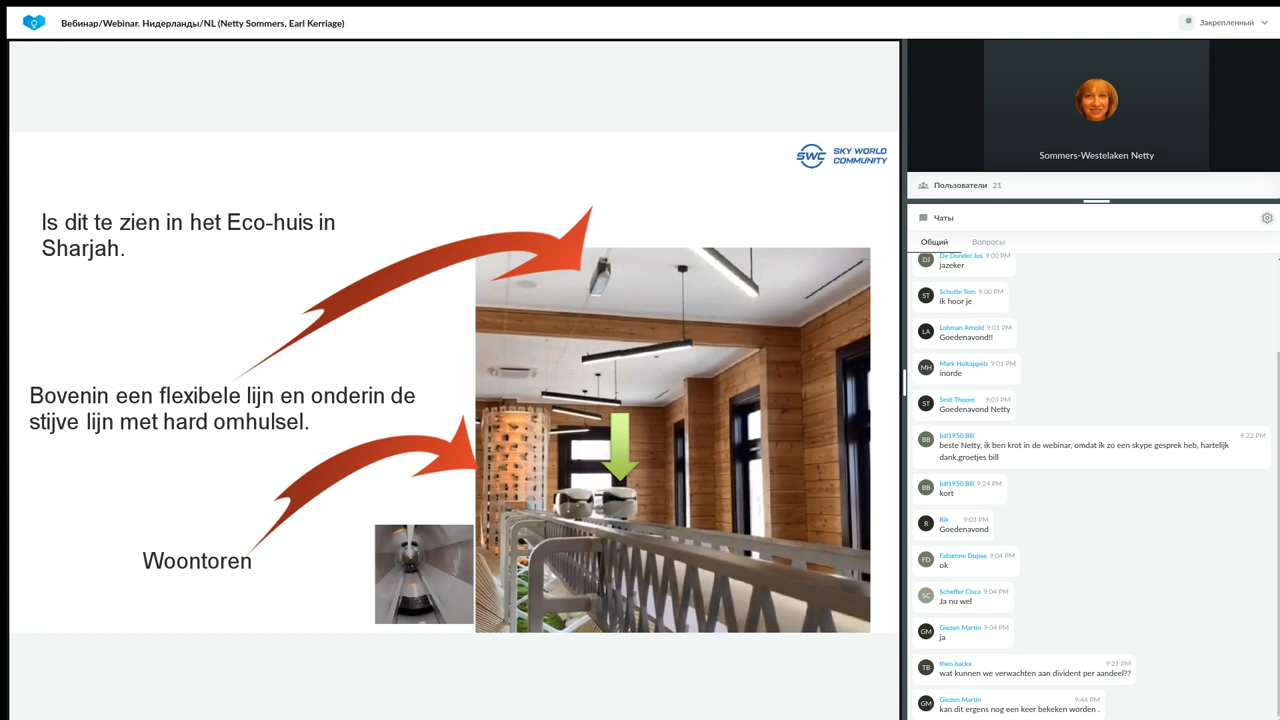 Вебинар/Webinar. Нидерланды/NL (Netty Sommers, Earl Kerriage)
Закрепленный
SWC SKY WORLD
COMMUNITY
Is dit te zien in het Eco-huis in
Sharjah.
Bovenin een flexibele lijn en onderin de
stijve lijn met hard omhulsel.
Woontoren
Sommers-Westelaken Netty
Пользователи 21
Чаты
Общий Вопросы
DJ De Donder Jos 9:00 PM
jazeker
ST Schutte Tom 9:00 PM
ik hoor je
LA Lobman Arnold 9:01 PM
Goedenavond!!
MH Mark Holtappels 9:01 PM
inorde
ST Smit Thoom 9:03 PM
Goedenavond Netty
BB bill1950 Bill 9:22 PM
beste Netty, ik ben krot in de webinar, omdat ik zo een skype gesprek heb, hartelijk
dank,groetjes bill
BB bill1950 Bill 9:24 PM
kort
R Rik 9:03 PM
Goedenavond
FD Fabienne Dupae 9:04 PM
ok
SC Scheffer Cisca 9:04 PM
Ja nu wel
GM Giezen Martin 9:04 PM
ja
TB theo backx 9:21 PM
wat kunnen we verwachten aan divident per aandeel??
GM Giezen Martin 9:44 PM
kan dit ergens nog een keer bekeken worden .